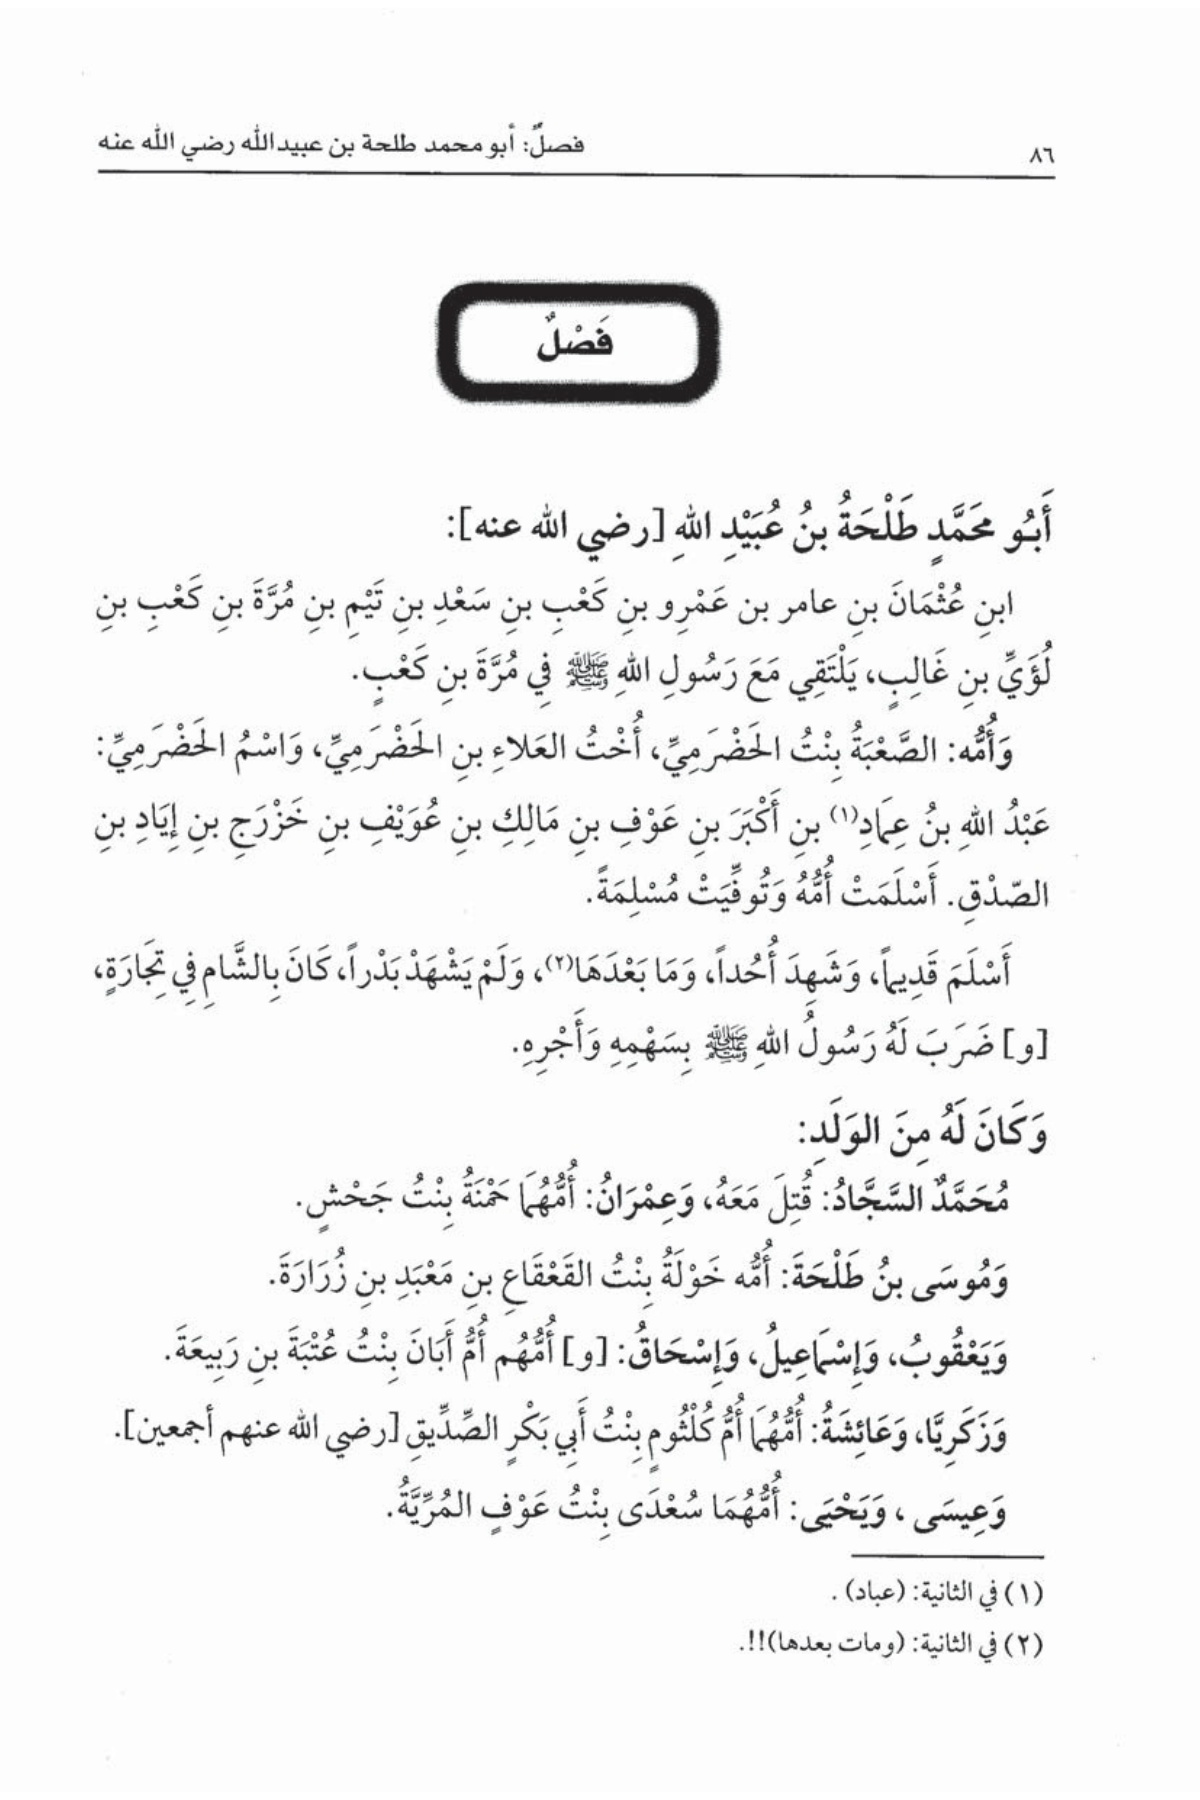 ٨٦
فصلٌ: أبو محمد طلحة بن عبيدالله رضي الله عنه
فَصْلٌ
أَبُو محَمَّدٍ طَلْحَةُ بنُ عُبَيْدِ اللهِ [رضي الله عنه]:
ابنِ عُثْمَانَ بنِ عامر بن عَمْرِو بنِ كَعْبِ بنِ سَعْدِ بنِ تَيْمِ بنِ مُرَّةَ بنِ كَعْبِ بنِ
لُؤَيِّ بنِ غَالِبٍ، يَلْتَقِي مَعَ رَسُولِ اللهِ ﷺ فِي مُرَّةَ بنِ كَعْبٍ.
وَأُمُّه: الصَّعْبَةُ بِنْتُ الحَضْرَمِيِّ، أُخْتُ العَلاءِ بنِ الحَضْرَمِيِّ، وَاسْمُ الحَضْرَمِيِّ:
عَبْدُ اللهِ بنُ عِمَادِ(١) بنِ أَكْبَرَ بنِ عَوْفِ بنِ مَالِكِ بنِ عُوَيْفِ بنِ خَزْرَجِ بنِ إِيَادِ بنِ
الصّدْقِ. أَسْلَمَتْ أُمُّهُ وَتُوفِّيَتْ مُسْلِمَةً.
أَسْلَمَ قَدِيماً، وَشَهِدَ أُحُداً، وَمَا بَعْدَهَا(٢)، وَلَمْ يَشْهَدْ بَدْراً، كَانَ بِالشَّامِ فِي تِجَارَةٍ،
[و] ضَرَبَ لَهُ رَسُولُ اللهِ ﷺ بِسَهْمِهِ وَأَجْرِهِ.
وَكَانَ لَهُ مِنَ الوَلَدِ:
مُحَمَّدٌ السَّجَّادُ: قُتِلَ مَعَهُ، وَعِمْرَانُ: أُمُّهُمَا حَمْنَةُ بِنْتُ جَحْشٍ.
وَمُوسَى بنُ طَلْحَةَ: أُمُّه خَوْلَةُ بِنْتُ القَعْقَاعِ بنِ مَعْبَدِ بنِ زُرَارَةَ.
وَيَعْقُوبُ، وَإِسْمَاعِيلُ، وَإِسْحَاقُ: [و] أُمُّهُم أُمُّ أَبَانَ بِنْتُ عُتْبَةَ بنِ رَبِيعَةَ.
وَزَكَرِيَّا، وَعَائِشَةُ: أُمُّهُمَا أُمُّ كُلْثُومٍ بِنْتُ أَبِي بَكْرٍ الصِّدِّيقِ [رضي الله عنهم أجمعين].
وَعِيسَى ، وَيَحْيَى: أُمُّهُمَا سُعْدَى بِنْتُ عَوْفٍ المُرِّيَّةُ.
(١) في الثانية: (عباد) .
(٢) في الثانية: (ومات بعدها)!!.